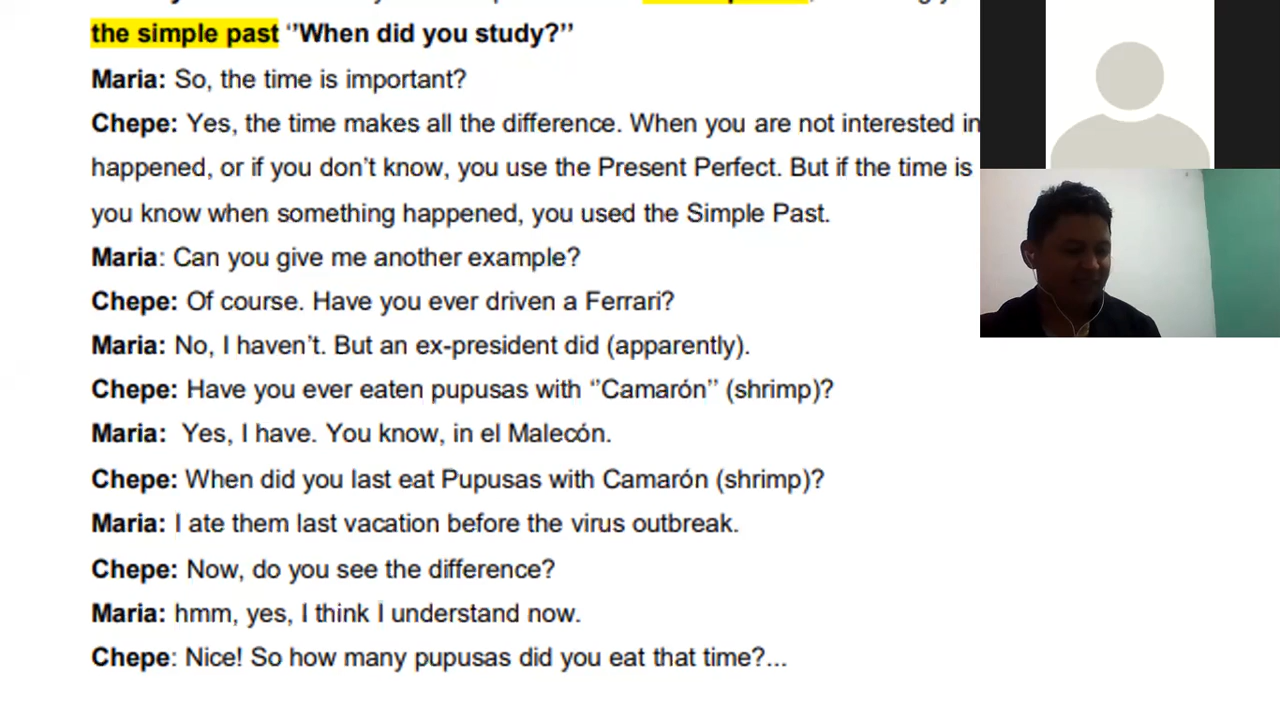 the simple past ‘’When did you study?’’
Maria: So, the time is important?
Chepe: Yes, the time makes all the difference. When you are not interested in
happened, or if you don’t know, you use the Present Perfect. But if the time is
you know when something happened, you used the Simple Past.
Maria: Can you give me another example?
Chepe: Of course. Have you ever driven a Ferrari?
Maria: No, I haven’t. But an ex-president did (apparently).
Chepe: Have you ever eaten pupusas with ‘’Camarón’’ (shrimp)?
Maria: Yes, I have. You know, in el Malecón.
Chepe: When did you last eat Pupusas with Camarón (shrimp)?
Maria: I ate them last vacation before the virus outbreak.
Chepe: Now, do you see the difference?
Maria: hmm, yes, I think I understand now.
Chepe: Nice! So how many pupusas did you eat that time?...